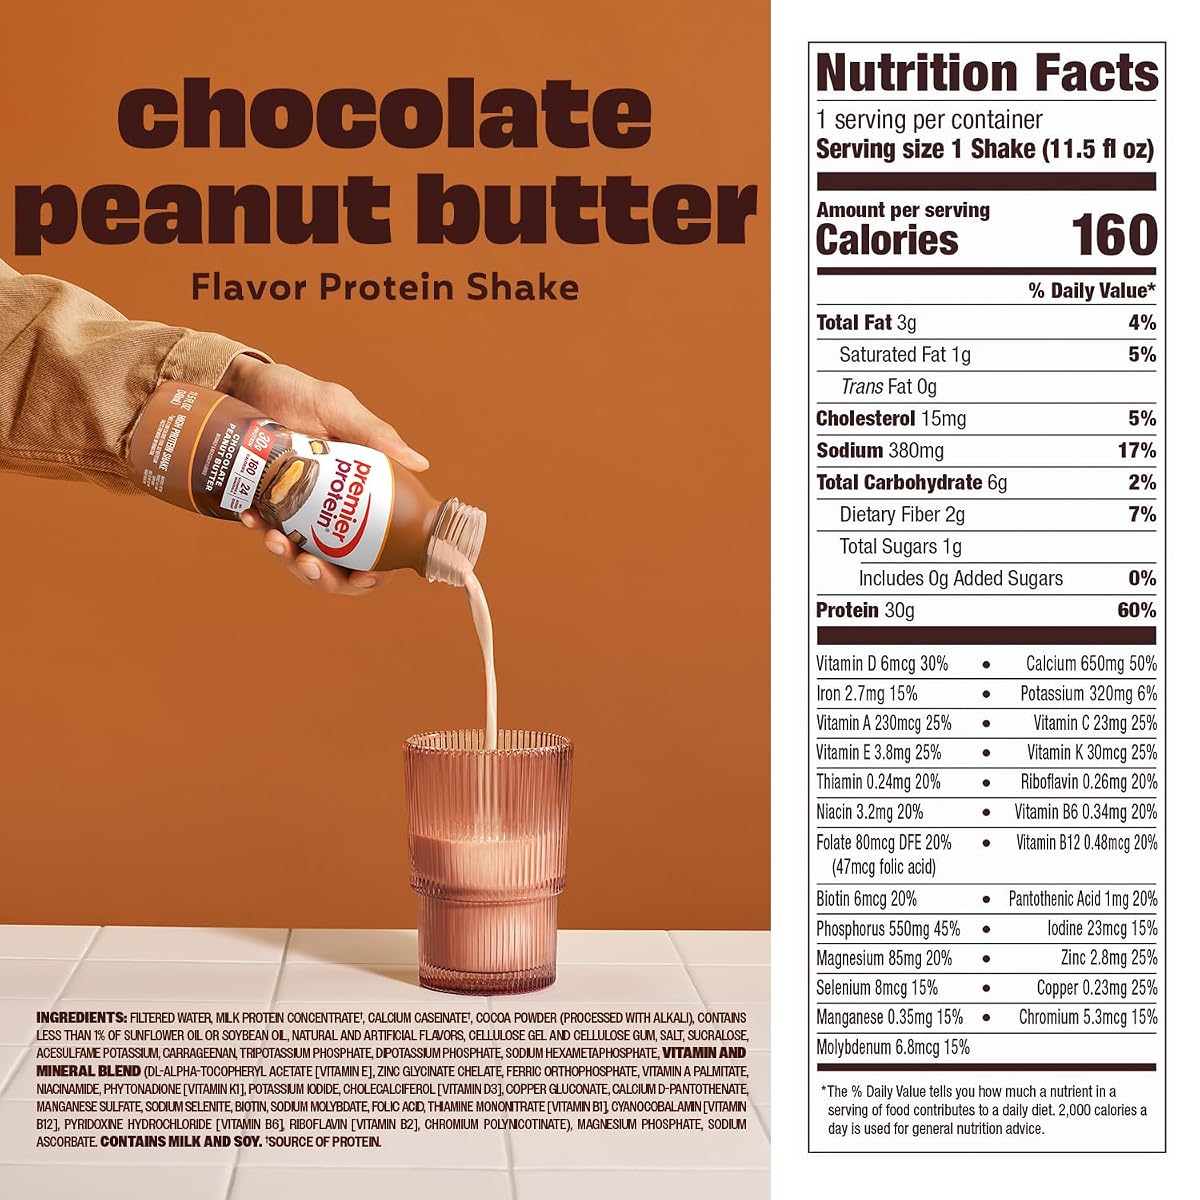 chocolate
peanut butter
Flavor Protein Shake
premier
protein®
30g
160
24
CHOCOLATE
PEANUT BUTTER
HIGH PROTEIN SHAKE
INGREDIENTS: FILTERED WATER, MILK PROTEIN CONCENTRATE†, CALCIUM CASEINATE†, COCOA POWDER (PROCESSED WITH ALKALI), CONTAINS
LESS THAN 1% OF SUNFLOWER OIL OR SOYBEAN OIL, NATURAL AND ARTIFICIAL FLAVORS, CELLULOSE GEL AND CELLULOSE GUM, SALT, SUCRALOSE,
ACESULFAME POTASSIUM, CARRAGEENAN, TRIPOTASSIUM PHOSPHATE, DIPOTASSIUM PHOSPHATE, SODIUM HEXAMETAPHOSPHATE, VITAMIN AND
MINERAL BLEND (DL-ALPHA-TOCOPHERYL ACETATE [VITAMIN E], ZINC GLYCINATE CHELATE, FERRIC ORTHOPHOSPHATE, VITAMIN A PALMITATE,
NIACINAMIDE, PHYTONADIONE [VITAMIN K1], POTASSIUM IODIDE, CHOLECALCIFEROL [VITAMIN D3], COPPER GLUCONATE, CALCIUM D-PANTOTHENATE,
MANGANESE SULFATE, SODIUM SELENITE, BIOTIN, SODIUM MOLYBDATE, FOLIC ACID, THIAMINE MONONITRATE [VITAMIN B1], CYANOCOBALAMIN [VITAMIN
B12], PYRIDOXINE HYDROCHLORIDE [VITAMIN B6], RIBOFLAVIN [VITAMIN B2], CHROMIUM POLYNICOTINATE), MAGNESIUM PHOSPHATE, SODIUM
ASCORBATE. CONTAINS MILK AND SOY. †SOURCE OF PROTEIN.
Nutrition Facts
1 serving per container
Serving size 1 Shake (11.5 fl oz)
Amount per serving
Calories 160
% Daily Value*
Total Fat 3g 4%
Saturated Fat 1g 5%
Trans Fat 0g
Cholesterol 15mg 5%
Sodium 380mg 17%
Total Carbohydrate 6g 2%
Dietary Fiber 2g 7%
Total Sugars 1g
Includes 0g Added Sugars 0%
Protein 30g 60%
Vitamin D 6mcg 30% • Calcium 650mg 50%
Iron 2.7mg 15% • Potassium 320mg 6%
Vitamin A 230mcg 25% • Vitamin C 23mg 25%
Vitamin E 3.8mg 25% • Vitamin K 30mcg 25%
Thiamin 0.24mg 20% • Riboflavin 0.26mg 20%
Niacin 3.2mg 20% • Vitamin B6 0.34mg 20%
Folate 80mcg DFE 20% • Vitamin B12 0.48mcg 20%
(47mcg folic acid)
Biotin 6mcg 20% • Pantothenic Acid 1mg 20%
Phosphorus 550mg 45% • Iodine 23mcg 15%
Magnesium 85mg 20% • Zinc 2.8mg 25%
Selenium 8mcg 15% • Copper 0.23mg 25%
Manganese 0.35mg 15% • Chromium 5.3mcg 15%
Molybdenum 6.8mcg 15%
*The % Daily Value tells you how much a nutrient in a
serving of food contributes to a daily diet. 2,000 calories a
day is used for general nutrition advice.